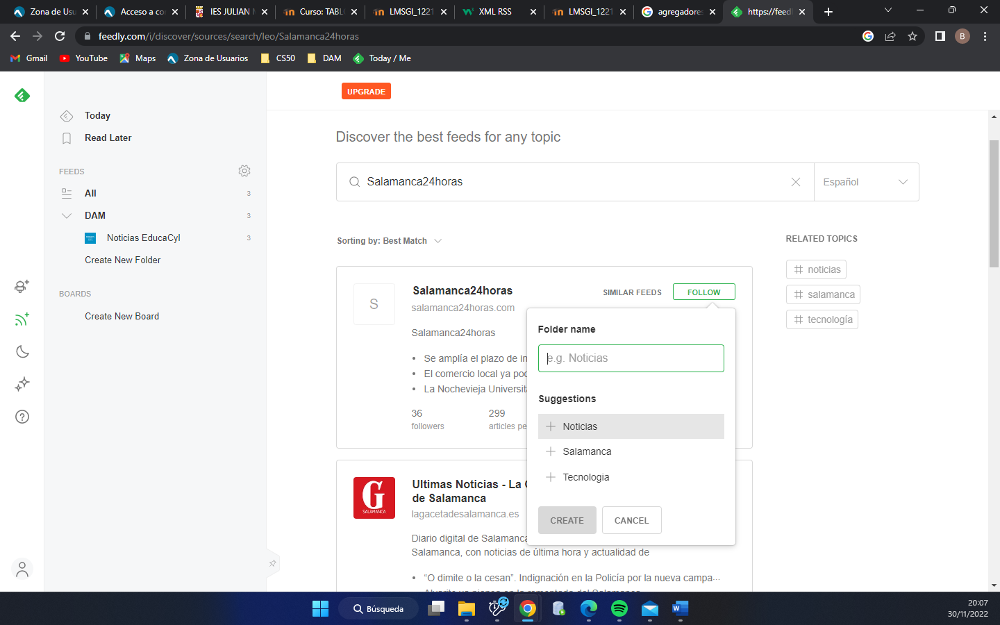 Zona de Usu
Acceso a co
IES JULIAN
Curso: TABL
LMSGI_1221
XML RSS
LMSGI_1221
agregadores
https://feed
feedly.com/i/discover/sources/search/leo/Salamanca24horas
B
Gmail
YouTube
Maps
Zona de Usuarios
CS50
DAM
Today / Me
UPGRADE
Today
Read Later
FEEDS
All 3
DAM 3
Noticias EducaCyl 3
Create New Folder
BOARDS
Create New Board
Discover the best feeds for any topic
Salamanca24horas
Español
Sorting by: Best Match
RELATED TOPICS
# noticias
# salamanca
# tecnología
S
Salamanca24horas
SIMILAR FEEDS
FOLLOW
salamanca24horas.com
Salamanca24horas
• Se amplía el plazo de in
• El comercio local ya pod
• La Nochevieja Universita
36
followers
299
articles pe
Folder name
e.g. Noticias
Suggestions
Noticias
Salamanca
Tecnologia
CREATE
CANCEL
G
SALAMANCA
Ultimas Noticias - La G
de Salamanca
lagacetadesalamanca.es
Diario digital de Salamanca
Salamanca, con noticias de última hora y actualidad de
• “O dimite o la cesan”. Indignación en la Policía por la nueva campa...
Búsqueda
20:07
30/11/2022